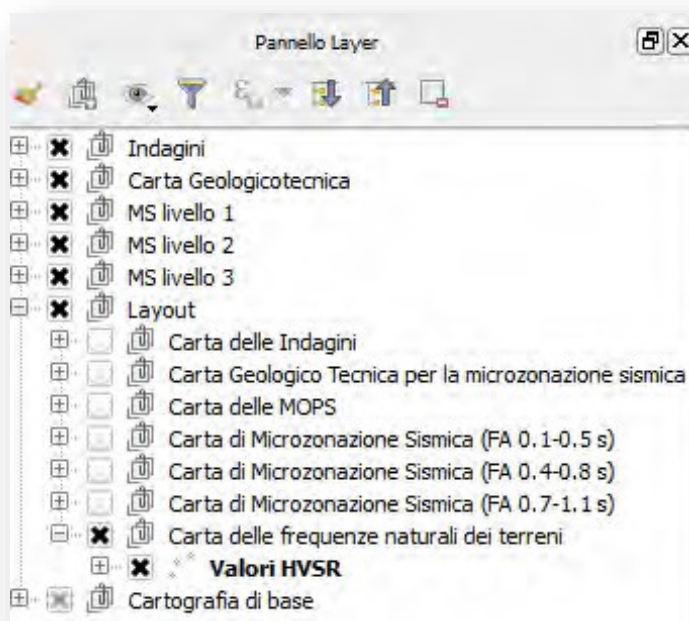 Pannello Layer
Indagini
Carta Geologicotecnica
MS livello 1
MS livello 2
MS livello 3
Layout
Carta delle Indagini
Carta Geologico Tecnica per la microzonazione sismica
Carta delle MOPS
Carta di Microzonazione Sismica (FA 0.1-0.5 s)
Carta di Microzonazione Sismica (FA 0.4-0.8 s)
Carta di Microzonazione Sismica (FA 0.7-1.1 s)
Carta delle frequenze naturali dei terreni
Valori HVSR
Cartografia di base